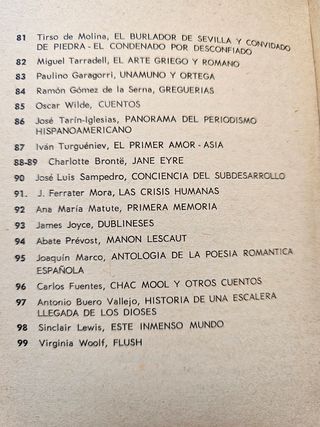 81 Tirso de Molina, EL BURLADOR DE SEVILLA Y CONVIDADO
DE PIEDRA - EL CONDENADO POR DESCONFIADO
82 Miguel Tarradell, EL ARTE GRIEGO Y ROMANO
83 Paulino Garagorri, UNAMUNO Y ORTEGA
84 Ramón Gómez de la Serna, GREGUERIAS
85 Oscar Wilde, CUENTOS
86 José Tarín-Iglesias, PANORAMA DEL PERIODISMO
HISPANOAMERICANO
87 Iván Turguéniev, EL PRIMER AMOR - ASIA
88-89 Charlotte Brontë, JANE EYRE
90 José Luis Sampedro, CONCIENCIA DEL SUBDESARROLLO
91. J. Ferrater Mora, LAS CRISIS HUMANAS
92 Ana María Matute, PRIMERA MEMORIA
93 James Joyce, DUBLINESES
94 Abate Prévost, MANON LESCAUT
95 Joaquín Marco, ANTOLOGIA DE LA POESIA ROMANTICA
ESPAÑOLA
96 Carlos Fuentes, CHAC MOOL Y OTROS CUENTOS
97 Antonio Buero Vallejo, HISTORIA DE UNA ESCALERA
LLEGADA DE LOS DIOSES
98 Sinclair Lewis, ESTE INMENSO MUNDO
99 Virginia Woolf, FLUSH